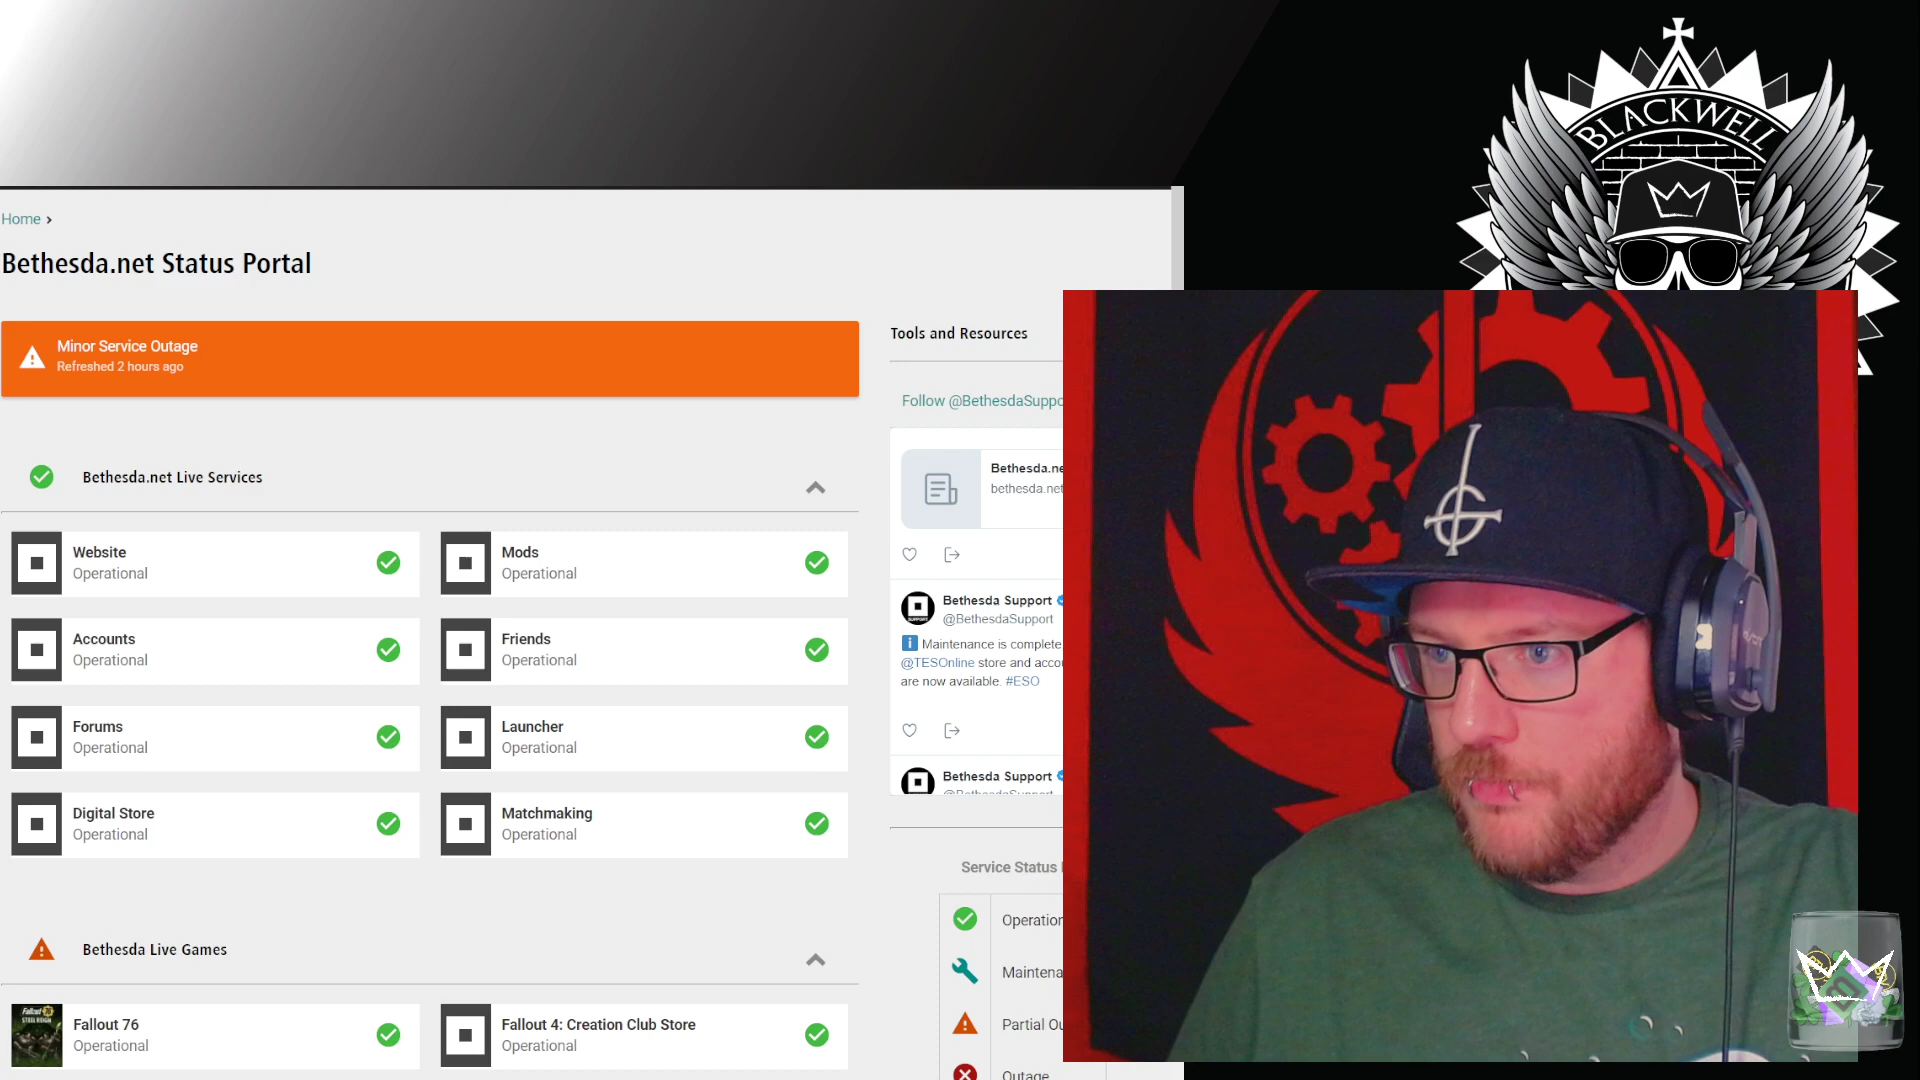 BLACKWELL
Home ›
Bethesda.net Status Portal
Minor Service Outage
Refreshed 2 hours ago
Bethesda.net Live Services
Website
Operational
Mods
Operational
Accounts
Operational
Friends
Operational
Forums
Operational
Launcher
Operational
Digital Store
Operational
Matchmaking
Operational
Bethesda Live Games
Fallout 76
Operational
Fallout 4: Creation Club Store
Operational
Tools and Resources
Follow @BethesdaSuppo
Bethesda.ne
bethesda.net
Bethesda Support
@BethesdaSupport
Maintenance is complete
@TESOnline store and accou
are now available. #ESO
Bethesda Support
@BethesdaSupport
Service Status
Operation
Maintena
Partial Ou
Outage